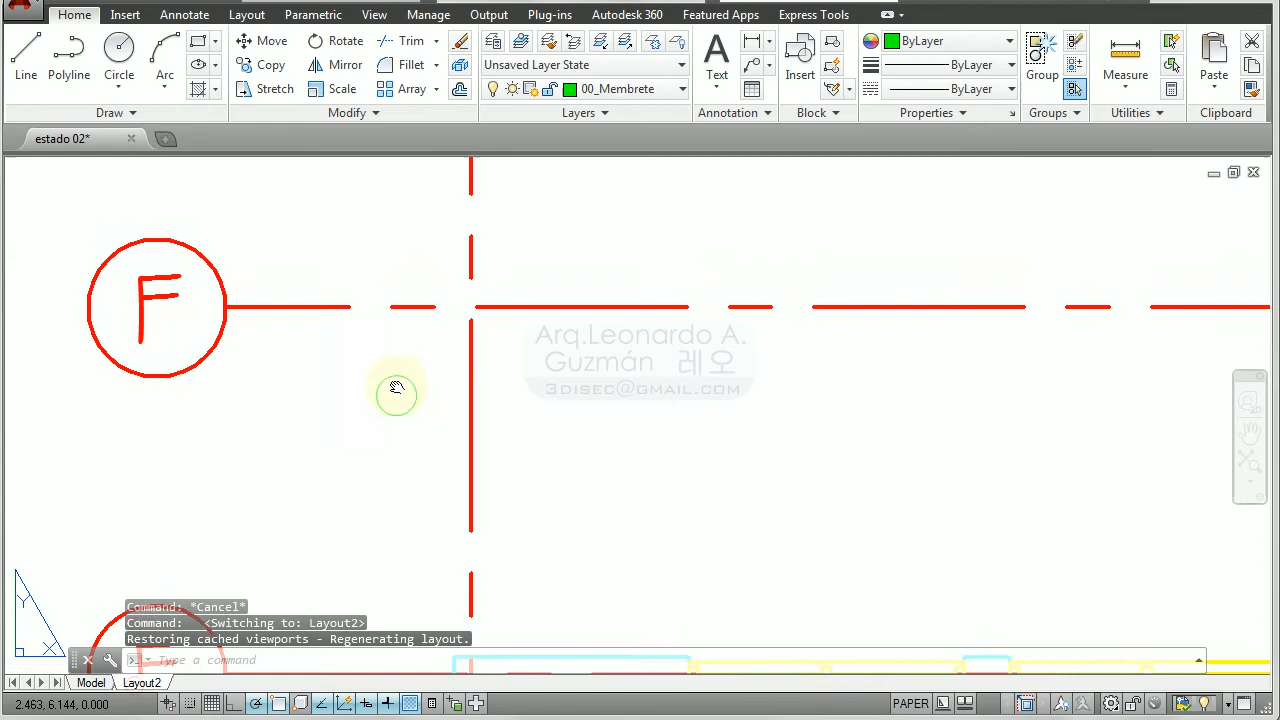 Home Insert Annotate Layout Parametric View Manage Output Plug-ins Autodesk 360 Featured Apps Express Tools
Line Polyline Circle Arc
Move Rotate Trim
Copy Mirror Fillet
Stretch Scale Array
Unsaved Layer State
00_Membrete
Text
Insert
ByLayer
ByLayer
ByLayer
Group
Measure
Paste
Draw Modify Layers Annotation Block Properties Groups Utilities Clipboard
estado 02*
F
Arq.Leonardo A.
Guzmán 레오
3DISEC@GMAIL.COM
Y
X
Command: *Cancel*
Command: <Switching to: Layout2>
Restoring cached viewports - Regenerating layout.
Type a command
Model Layout2
2.463, 6.144, 0.000
PAPER